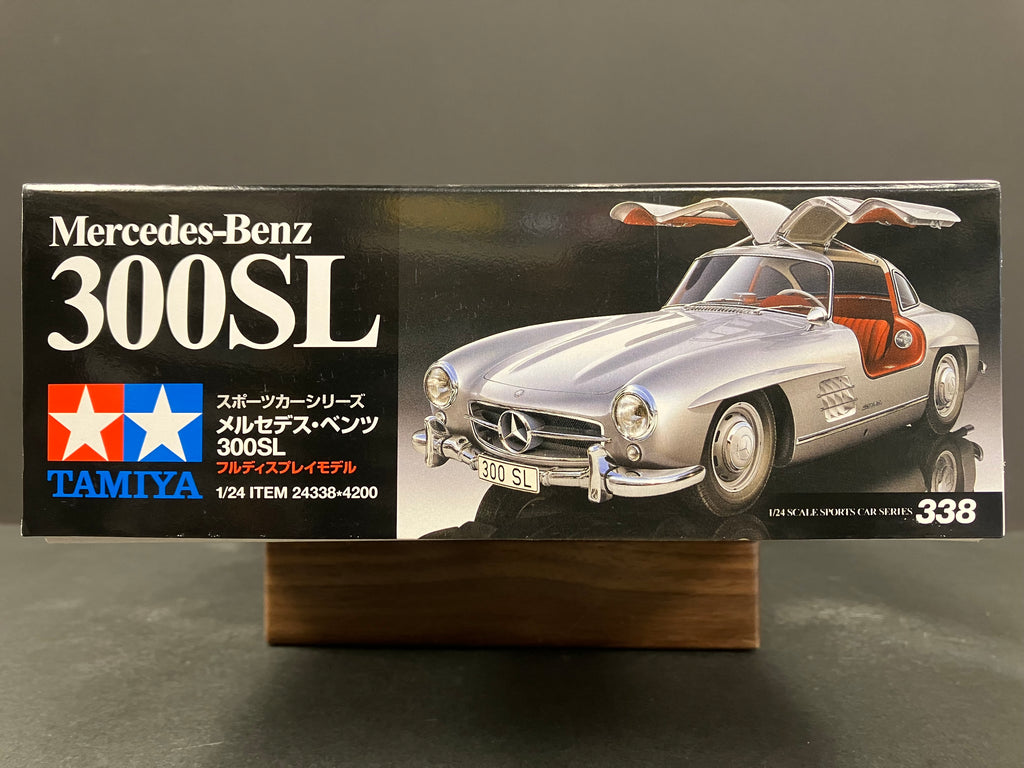 Mercedes-Benz
300SL
スポーツカーシリーズ
メルセデス・ベンツ
300SL
フルディスプレイモデル
1/24 ITEM 24338★4200
TAMIYA
300 SL
1/24 SCALE SPORTS CAR SERIES 338